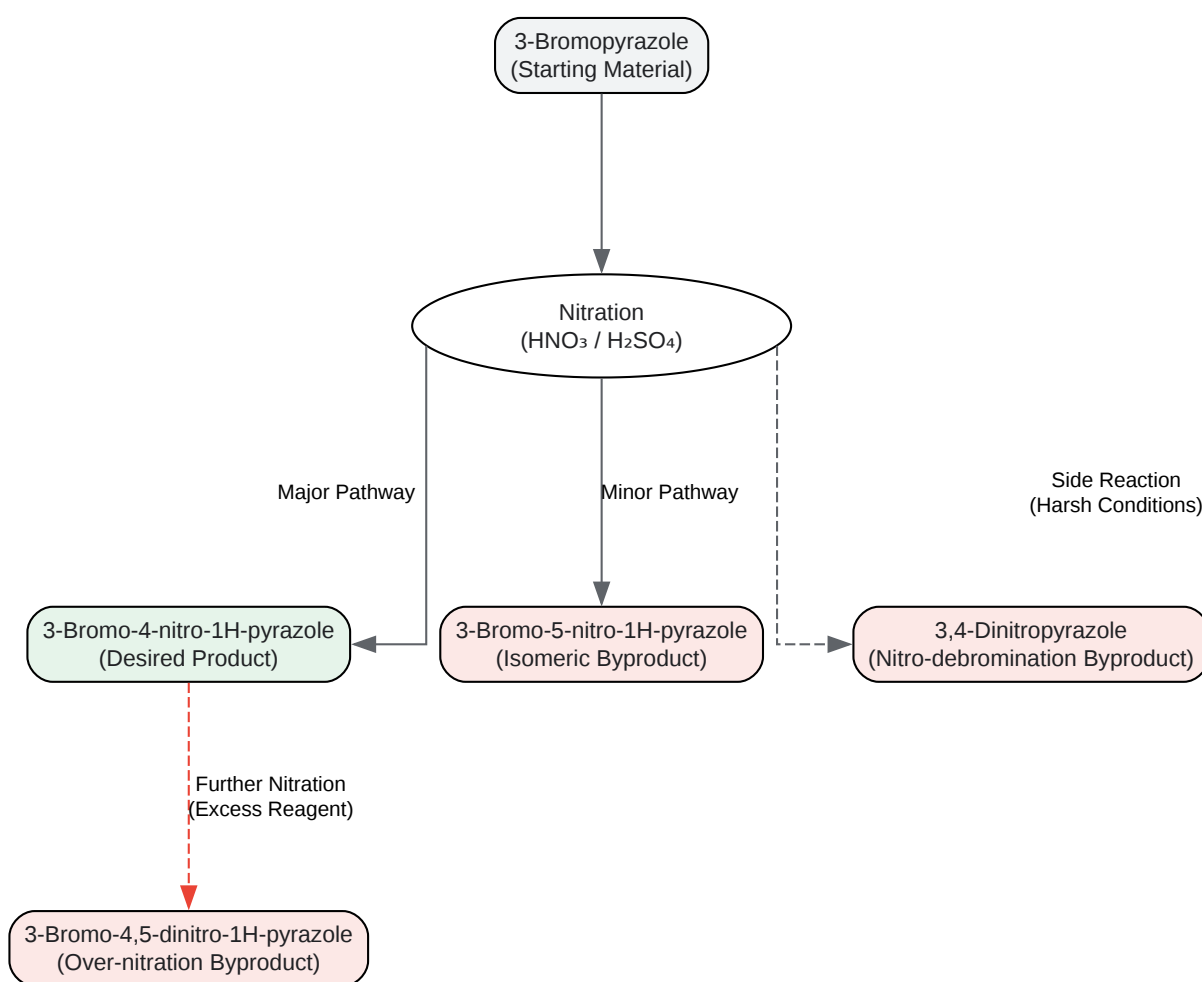 3-Bromopyrazole
(Starting Material)
Nitration
(HNO₃ / H₂SO₄)
Major Pathway
Minor Pathway
Side Reaction
(Harsh Conditions)
3-Bromo-4-nitro-1H-pyrazole
(Desired Product)
3-Bromo-5-nitro-1H-pyrazole
(Isomeric Byproduct)
3,4-Dinitropyrazole
(Nitro-debromination Byproduct)
Further Nitration
(Excess Reagent)
3-Bromo-4,5-dinitro-1H-pyrazole
(Over-nitration Byproduct)